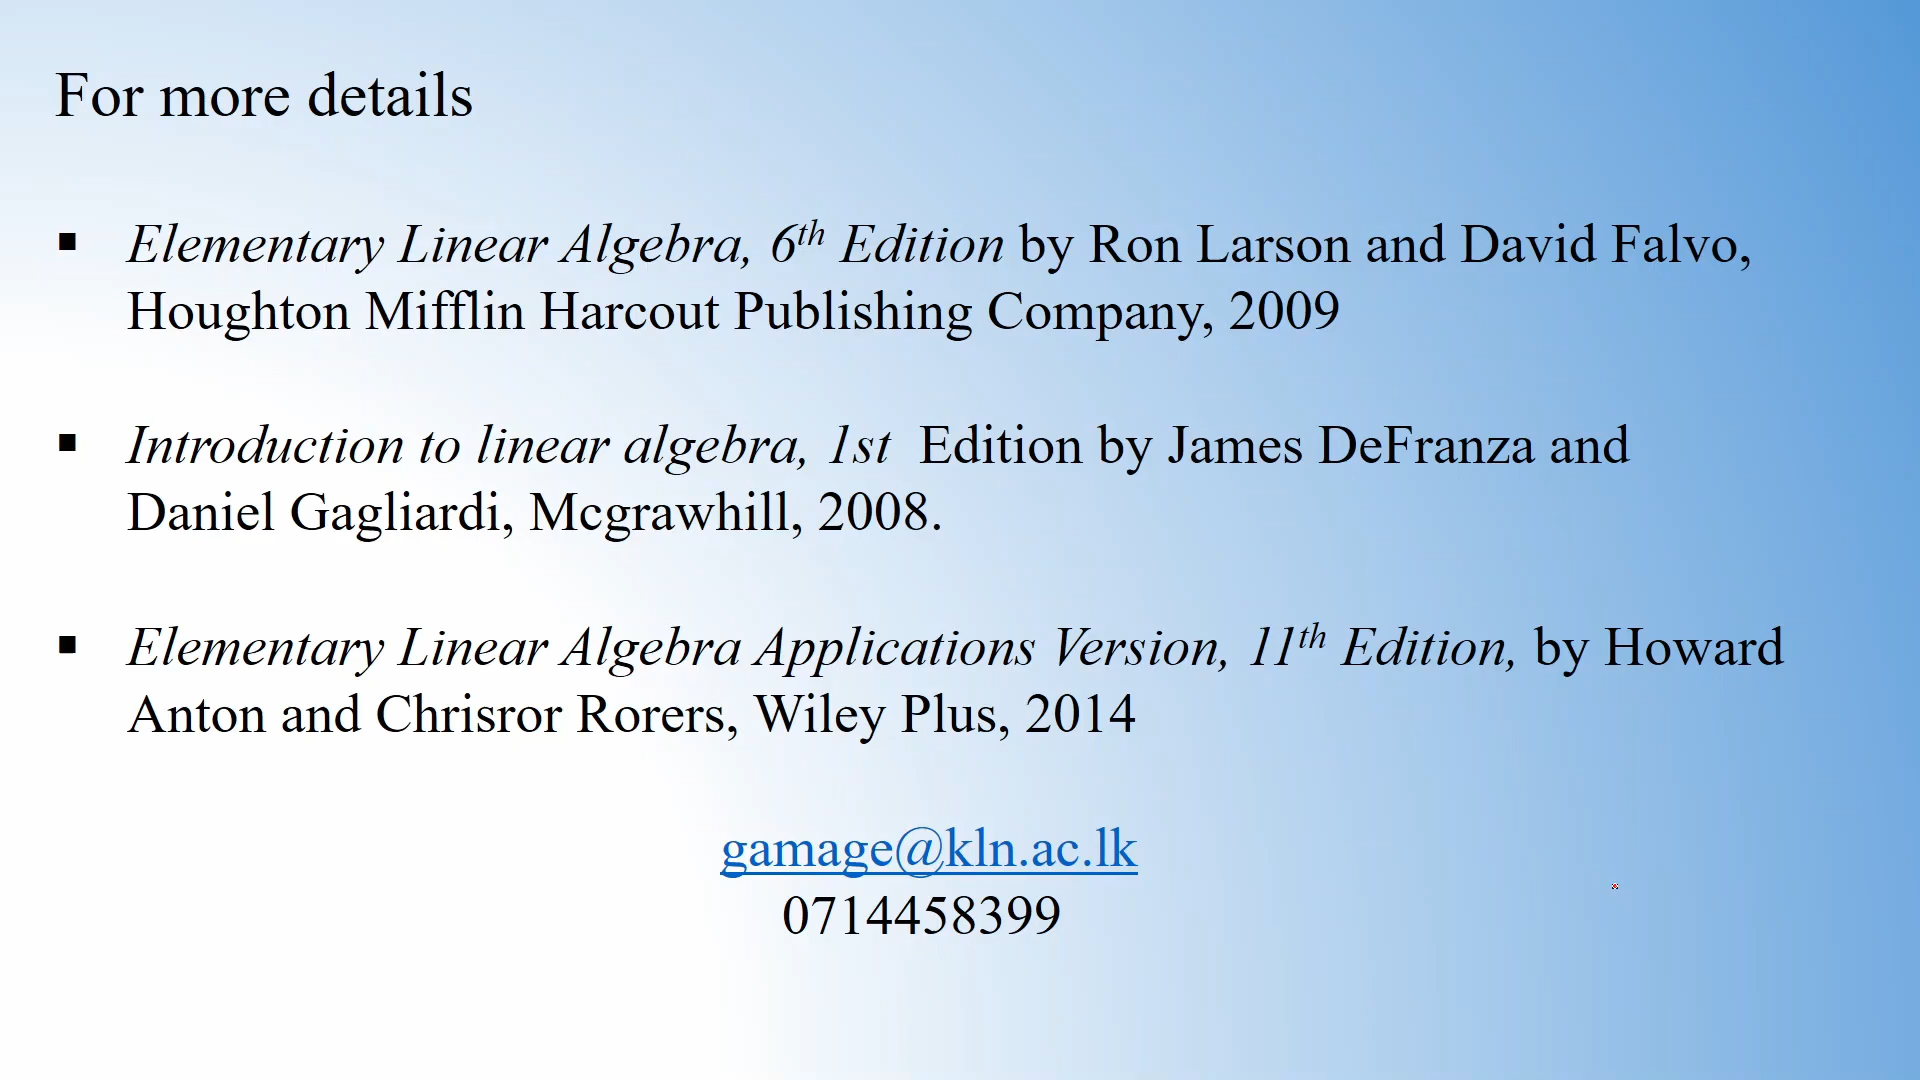 For more details
▪ Elementary Linear Algebra, 6th Edition by Ron Larson and David Falvo,
Houghton Mifflin Harcout Publishing Company, 2009
▪ Introduction to linear algebra, 1st Edition by James DeFranza and
Daniel Gagliardi, Mcgrawhill, 2008.
▪ Elementary Linear Algebra Applications Version, 11th Edition, by Howard
Anton and Chrisror Rorers, Wiley Plus, 2014
gamage@kln.ac.lk
0714458399